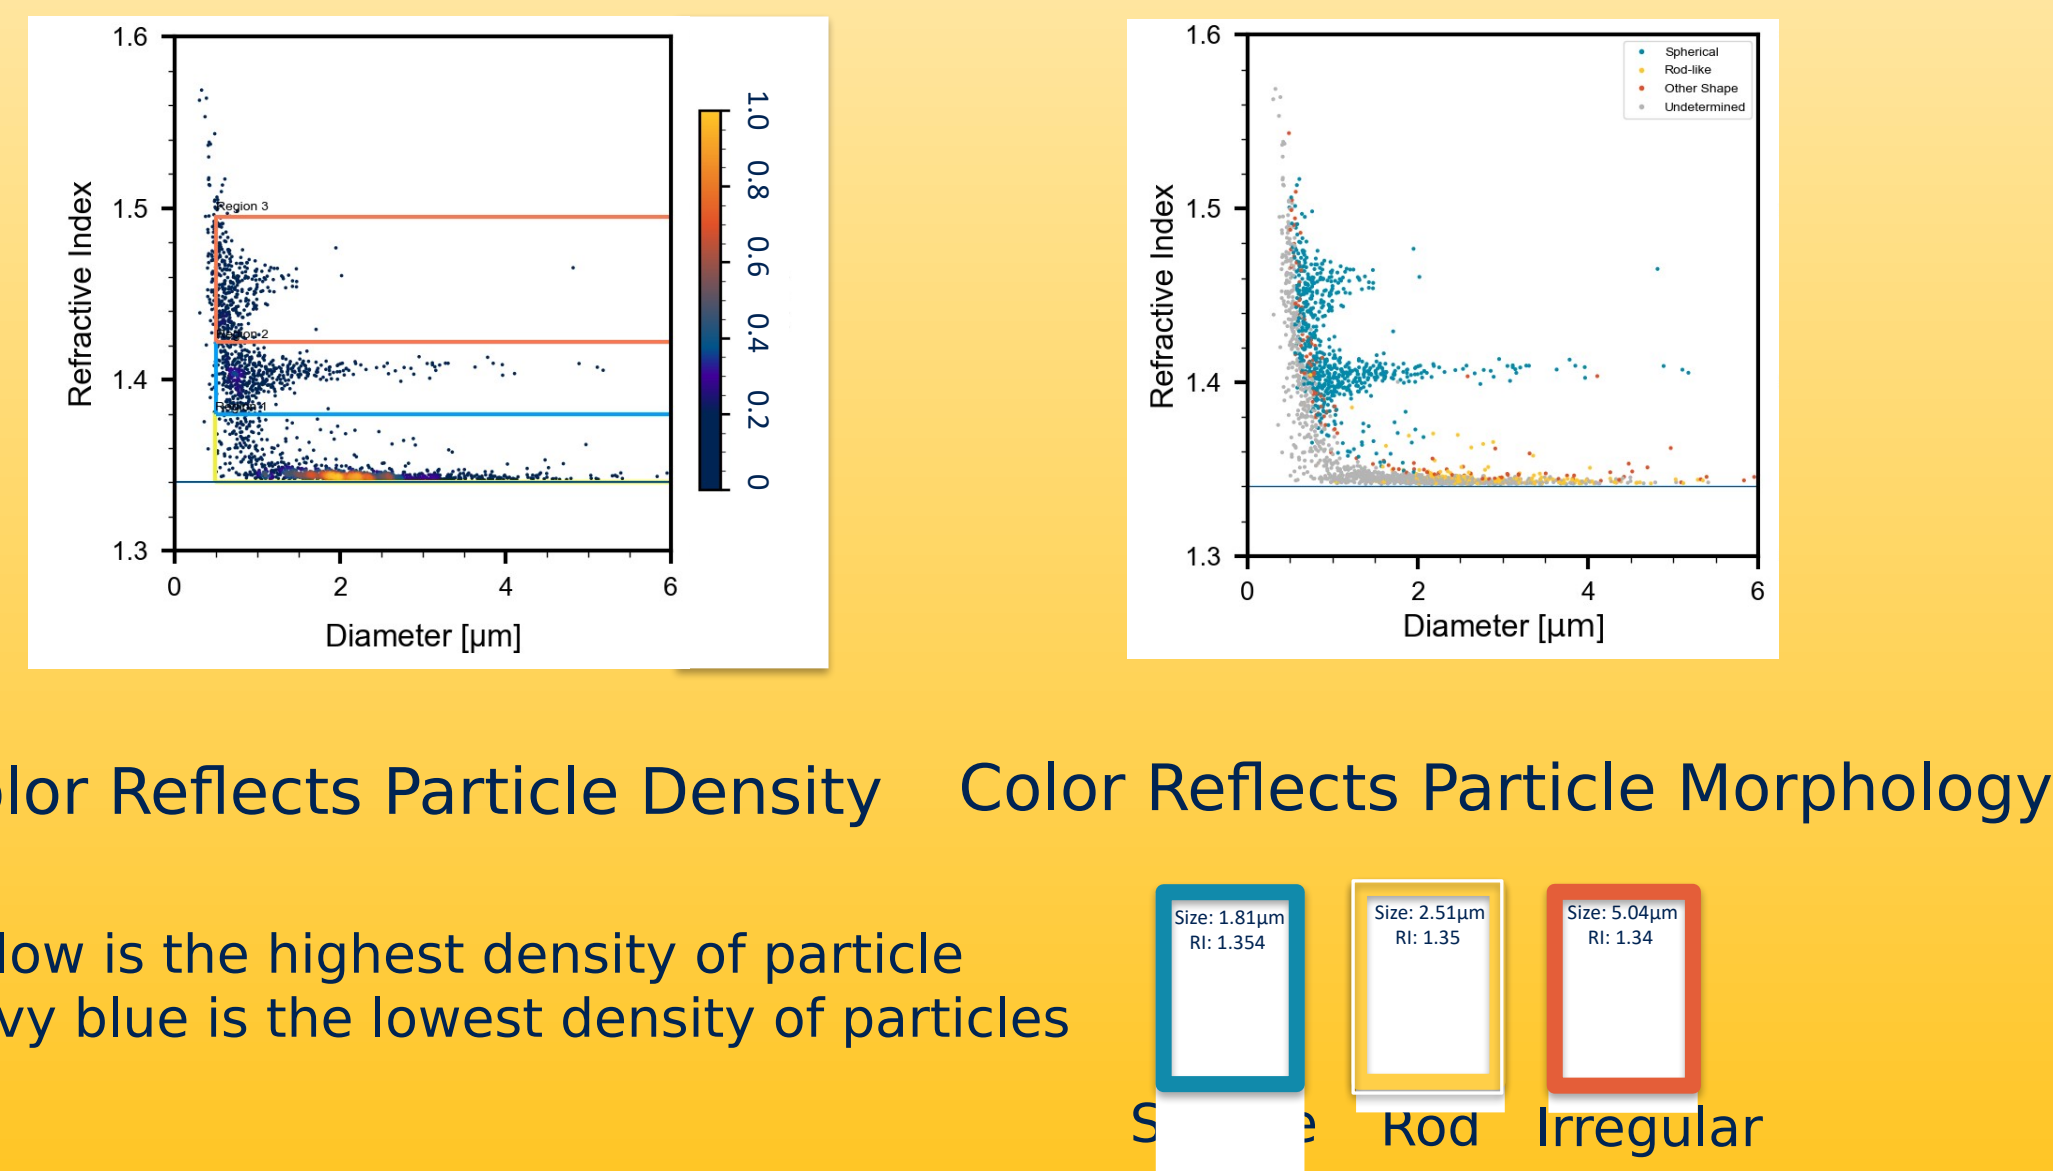 1.6
1.5
1.4
1.3
Refractive Index
Region 3
0
2
4
6
Diameter [µm]
1.0
0.8
0.6
0.4
0.2
0
1.6
1.5
1.4
1.3
Refractive Index
Spherical
Rod-like
Other Shape
Undetermined
0
2
4
6
Diameter [µm]
olor Reflects Particle Density
Color Reflects Particle Morphology
low is the highest density of particle
vy blue is the lowest density of particles
Size: 1.81µm
RI: 1.354
Size: 2.51µm
RI: 1.35
Size: 5.04µm
RI: 1.34
Rod
Irregular